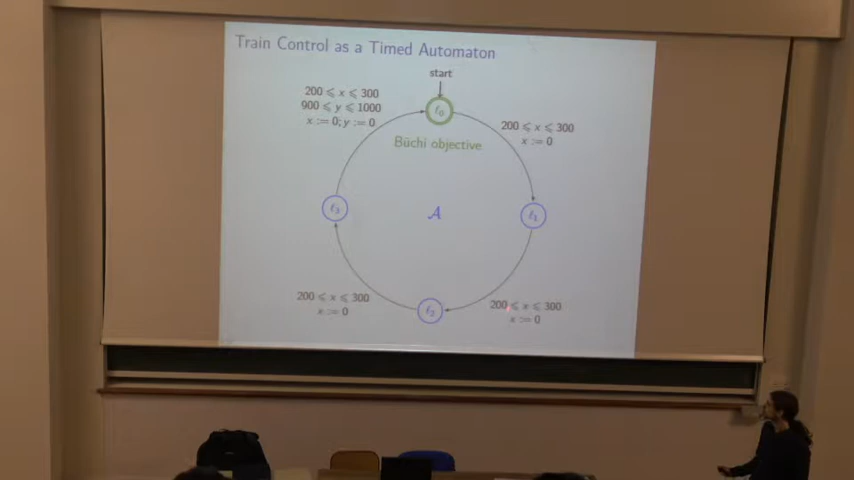 Train Control as a Timed Automaton
start
200 ⩽ x ⩽ 300
900 ⩽ y ⩽ 1000
x := 0; y := 0
ℓ₀
200 ⩽ x ⩽ 300
x := 0
Büchi objective
ℓ₃
𝒜
ℓ₁
200 ⩽ x ⩽ 300
x := 0
ℓ₂
200 ⩽ x ⩽ 300
x := 0